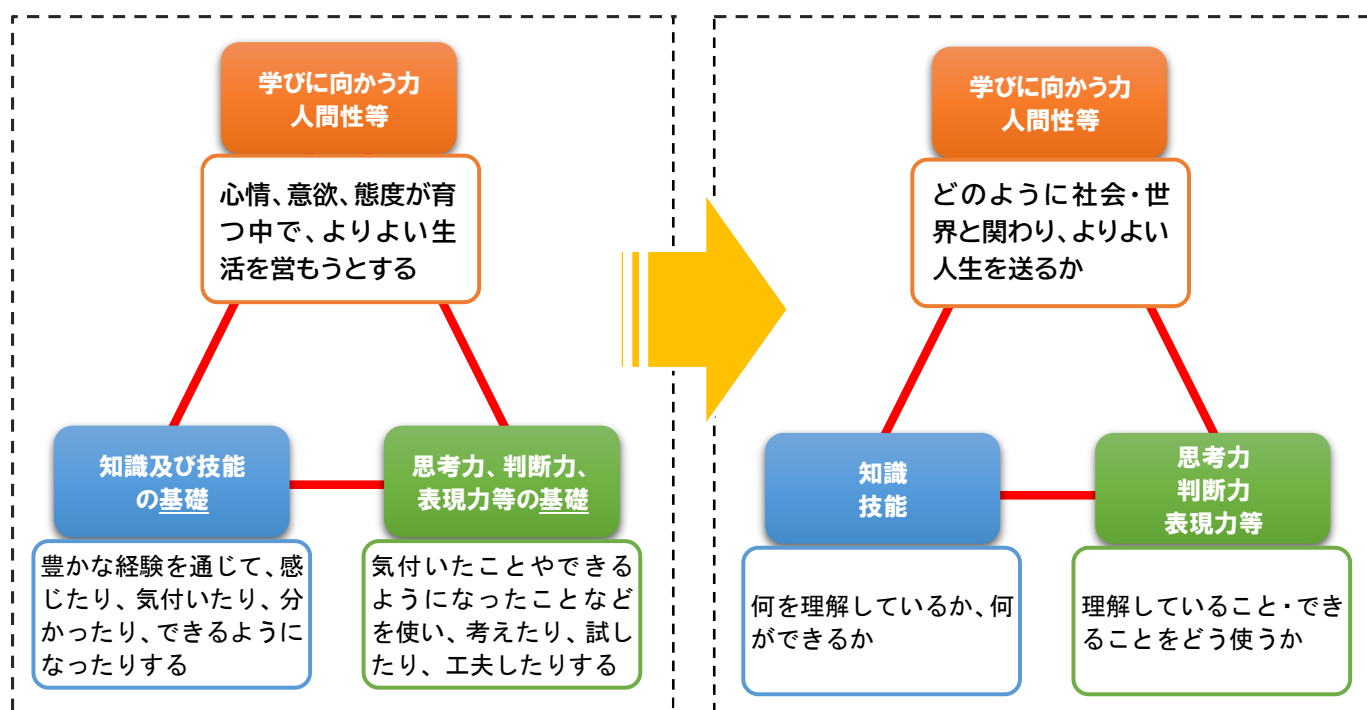 学びに向かう力
人間性等
心情、意欲、態度が育
つ中で、よりよい生
活を営もうとする
知識及び技能
の基礎
豊かな経験を通じて、感
じたり、気付いたり、分
かったり、できるように
なったりする
思考力、判断力、
表現力等の基礎
気付いたことやできる
ようになったことなど
を使い、考えたり、試し
たり、工夫したりする
学びに向かう力
人間性等
どのように社会・世
界と関わり、よりよい
人生を送るか
知識
技能
何を理解しているか、何
ができるか
思考力
判断力
表現力等
理解していること・でき
ることをどう使うか